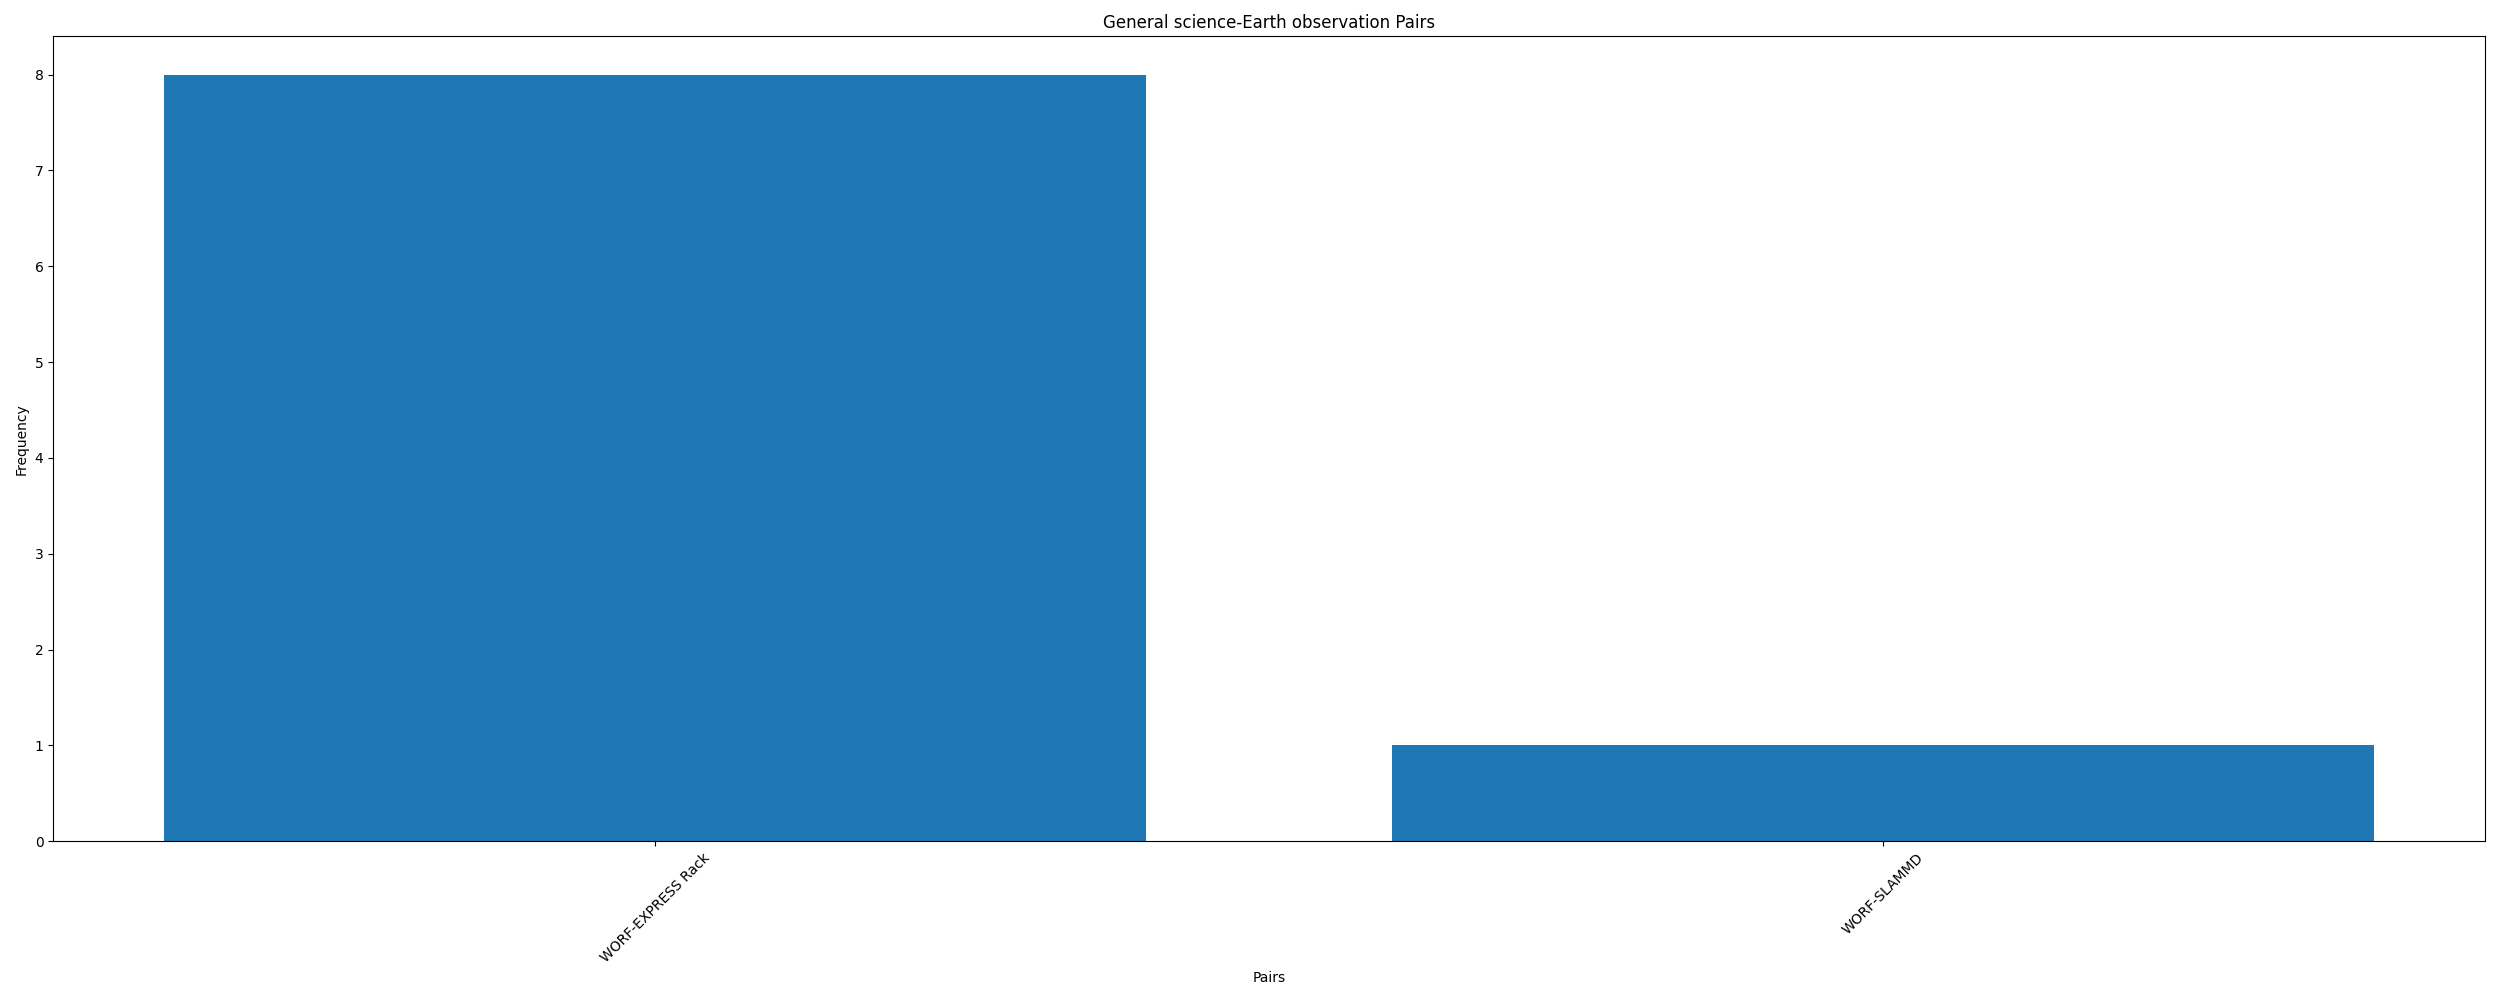 General science-Earth observation Pairs
8
7
6
5
4
3
2
1
0
Frequency
WORF-EXPRESS Rack
WORF-SLAMMD
Pairs